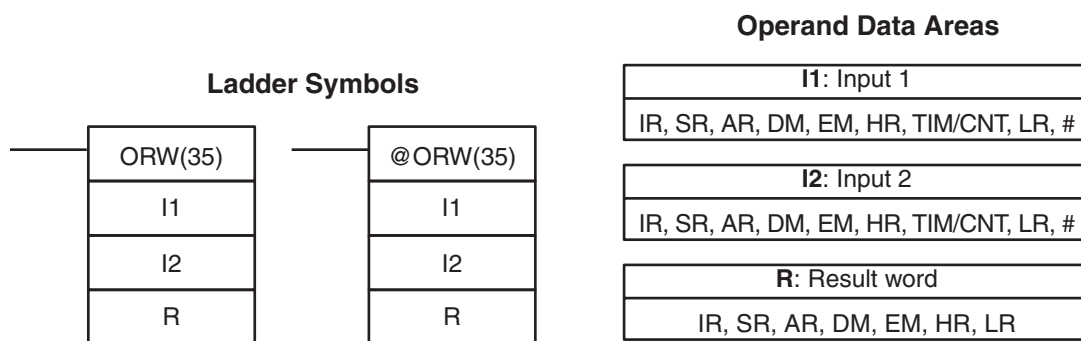 Ladder Symbols
ORW(35)
I1
I2
R
@ORW(35)
I1
I2
R
Operand Data Areas
I1: Input 1
IR, SR, AR, DM, EM, HR, TIM/CNT, LR, #
I2: Input 2
IR, SR, AR, DM, EM, HR, TIM/CNT, LR, #
R: Result word
IR, SR, AR, DM, EM, HR, LR